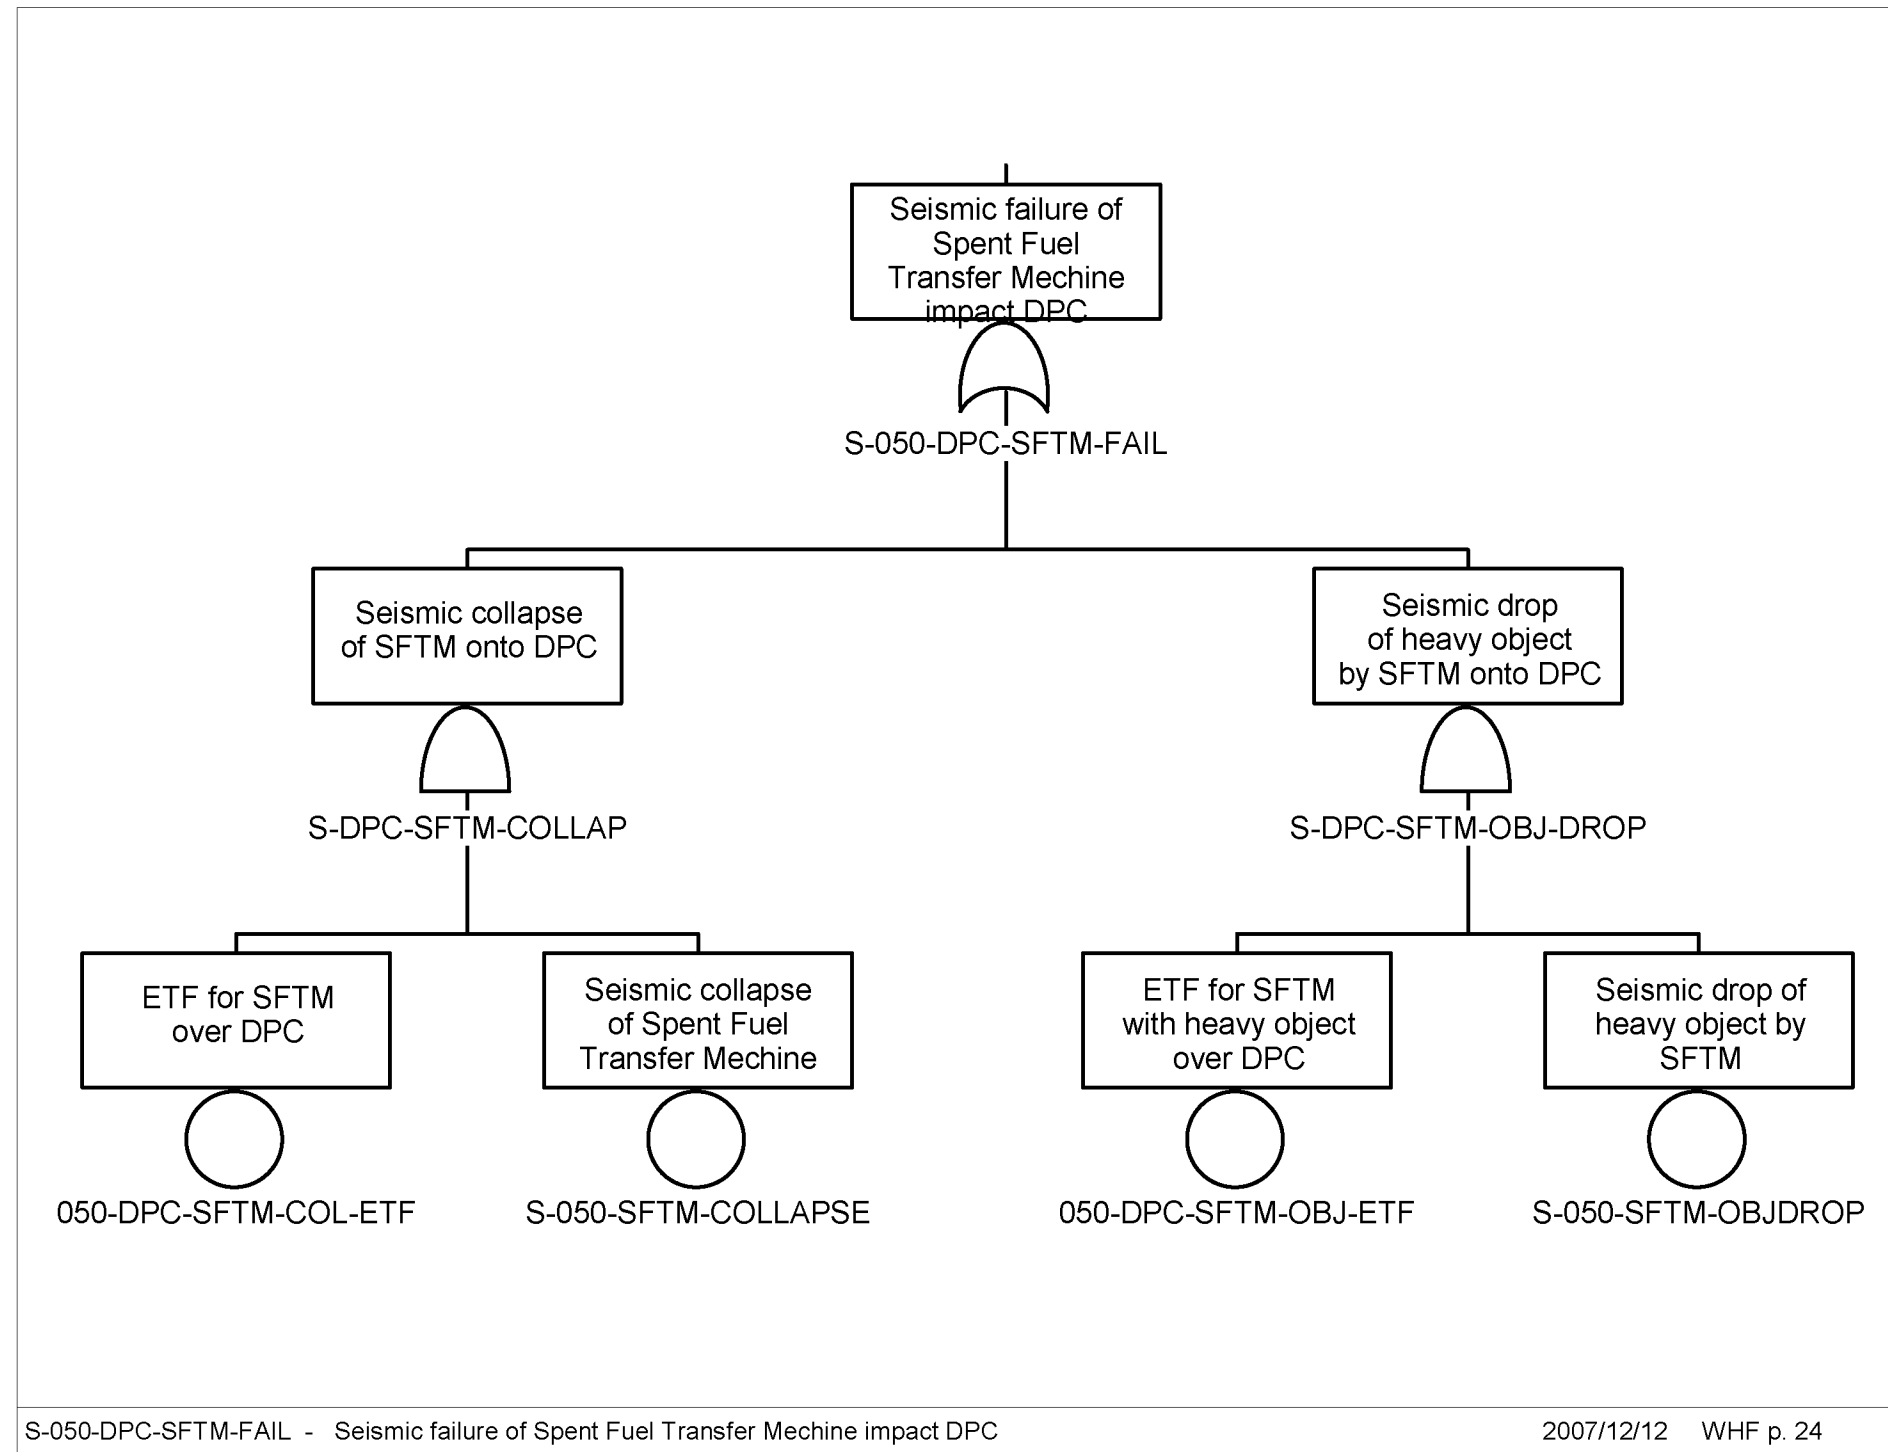 Seismic failure of
Spent Fuel
Transfer Mechine
impact DPC
S-050-DPC-SFTM-FAIL
Seismic collapse
of SFTM onto DPC
S-DPC-SFTM-COLLAP
Seismic drop
of heavy object
by SFTM onto DPC
S-DPC-SFTM-OBJ-DROP
ETF for SFTM
over DPC
050-DPC-SFTM-COL-ETF
Seismic collapse
of Spent Fuel
Transfer Mechine
S-050-SFTM-COLLAPSE
ETF for SFTM
with heavy object
over DPC
050-DPC-SFTM-OBJ-ETF
Seismic drop of
heavy object by
SFTM
S-050-SFTM-OBJDROP
S-050-DPC-SFTM-FAIL - Seismic failure of Spent Fuel Transfer Mechine impact DPC
2007/12/12 WHF p. 24